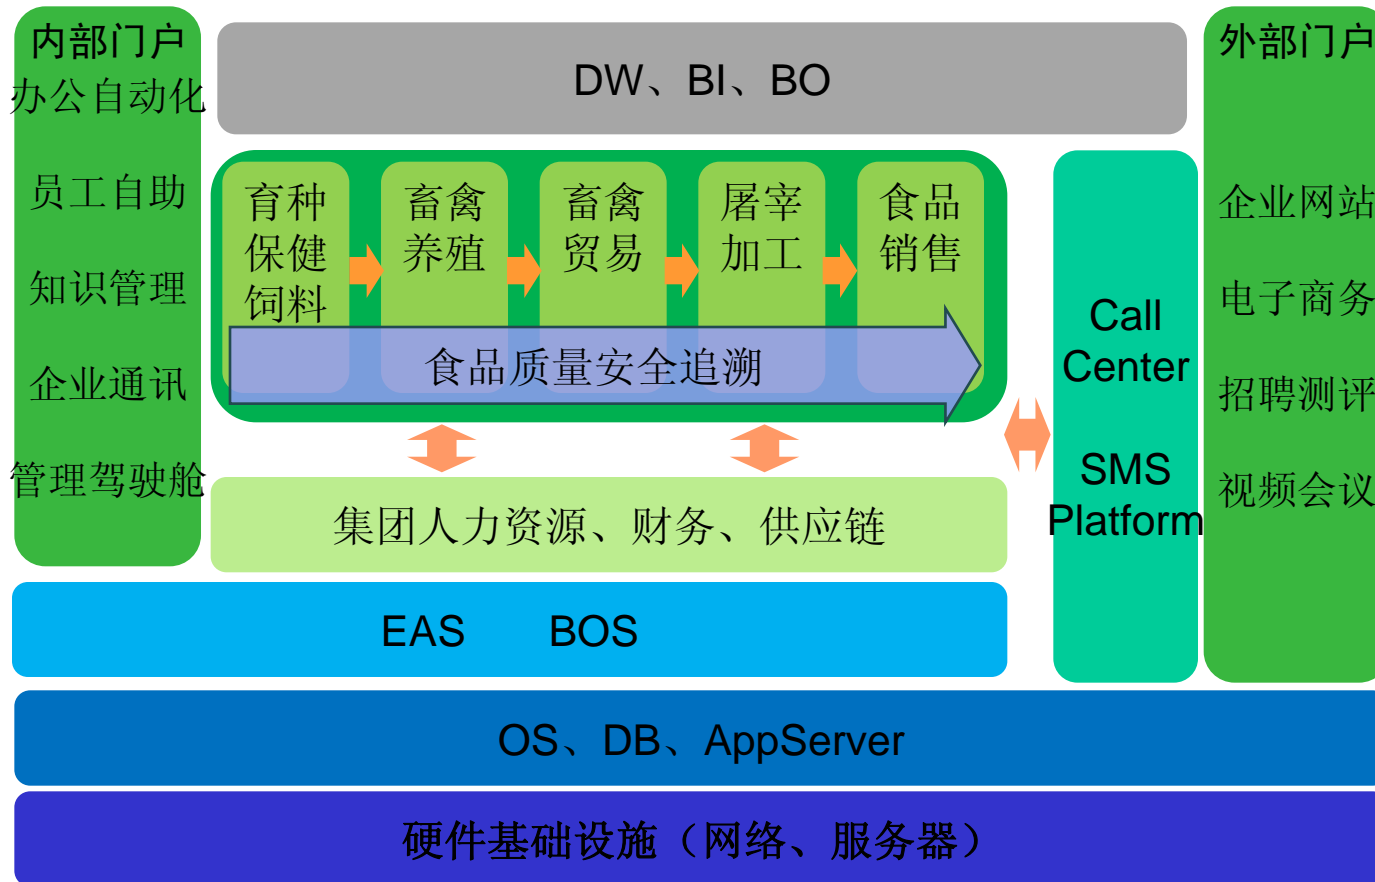 内部门户
办公自动化
员工自助
知识管理
企业通讯
管理驾驶舱
DW、BI、BO
育种
保健
饲料
畜禽
养殖
畜禽
贸易
屠宰
加工
食品
销售
食品质量安全追溯
集团人力资源、财务、供应链
EAS BOS
Call
Center
SMS
Platform
外部门户
企业网站
电子商务
招聘测评
视频会议
OS、DB、AppServer
硬件基础设施（网络、服务器）